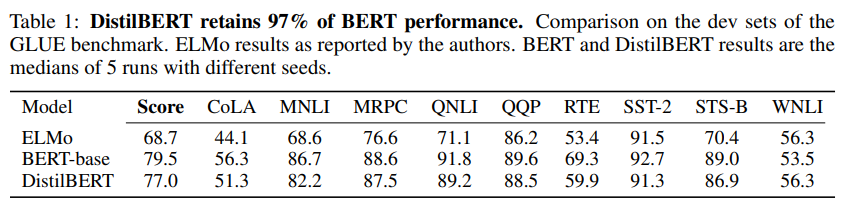 Table 1: DistilBERT retains 97% of BERT performance. Comparison on the dev sets of the
GLUE benchmark. ELMo results as reported by the authors. BERT and DistilBERT results are the
medians of 5 runs with different seeds.
Model Score CoLA MNLI MRPC QNLI QQP RTE SST-2 STS-B WNLI
ELMo 68.7 44.1 68.6 76.6 71.1 86.2 53.4 91.5 70.4 56.3
BERT-base 79.5 56.3 86.7 88.6 91.8 89.6 69.3 92.7 89.0 53.5
DistilBERT 77.0 51.3 82.2 87.5 89.2 88.5 59.9 91.3 86.9 56.3